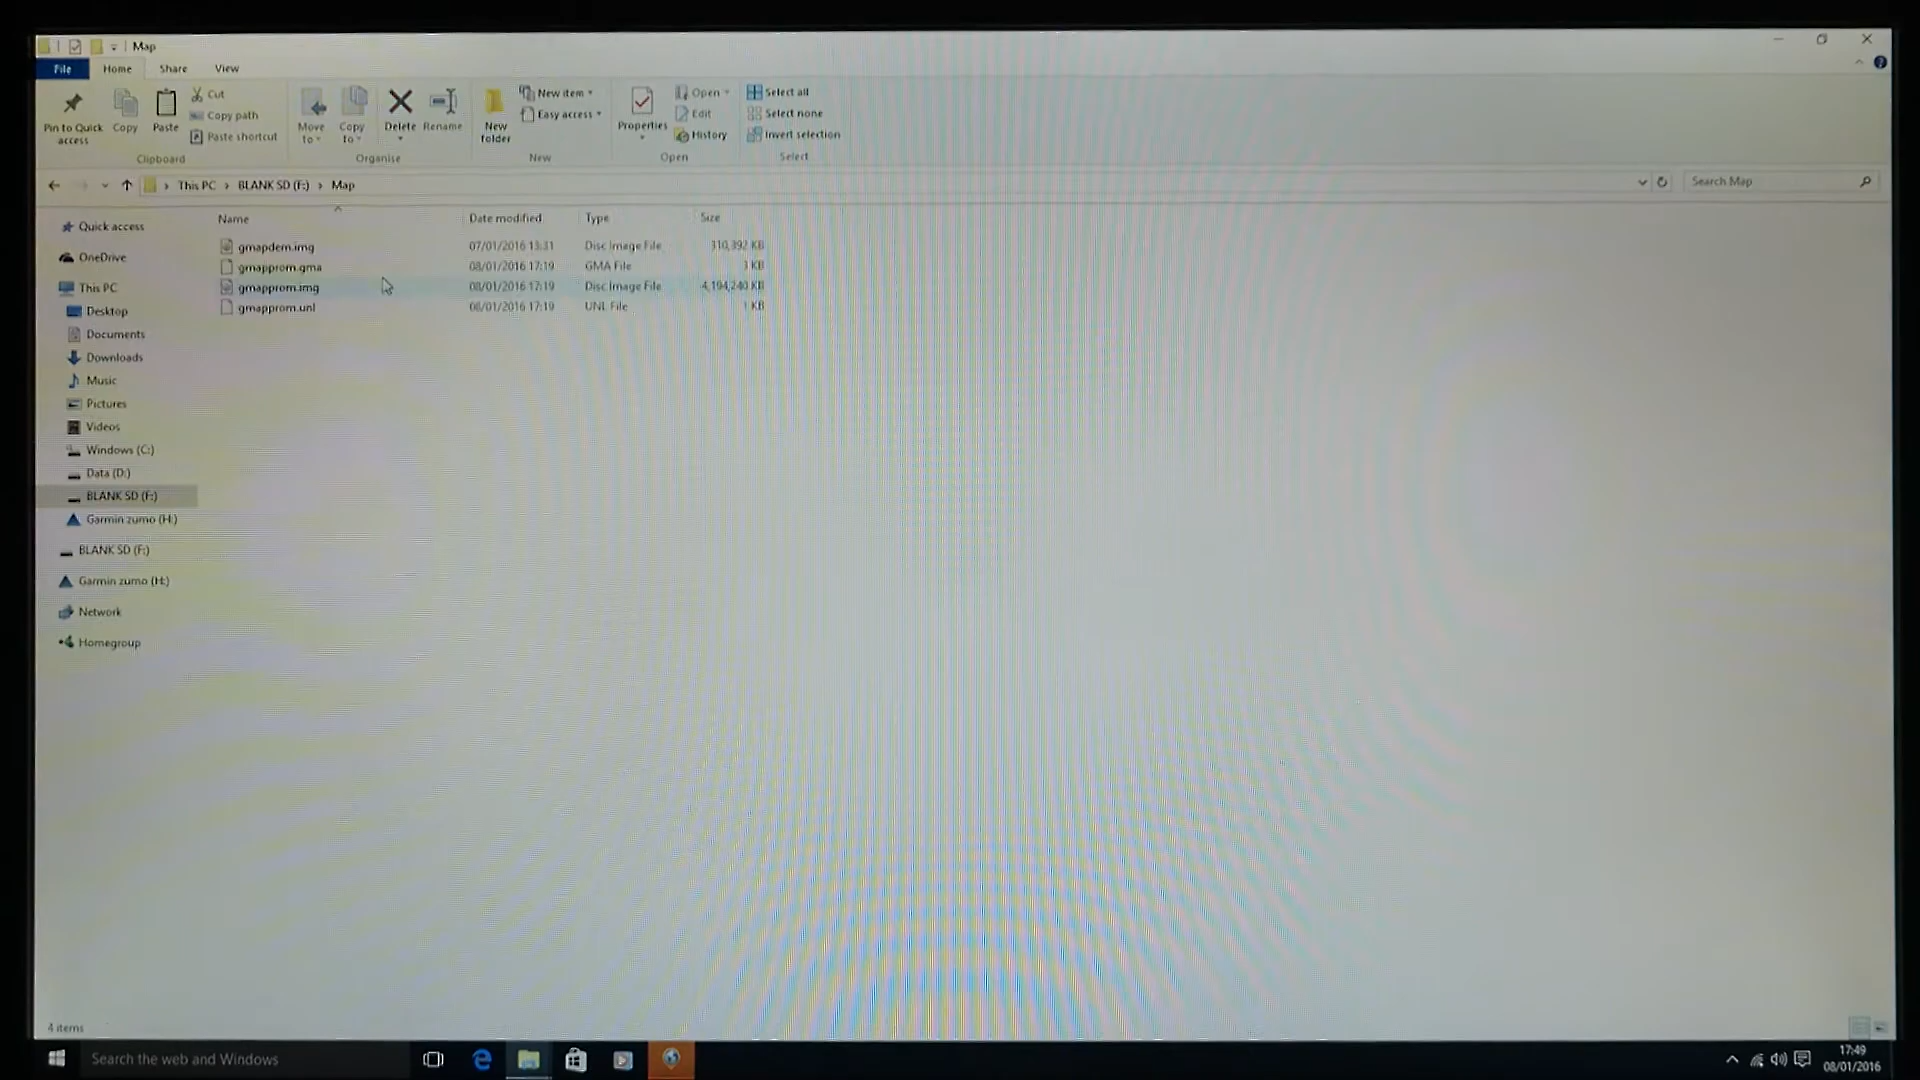 Map
File Home Share View
Pin to Quick access
Copy
Paste
Cut
Copy path
Paste shortcut
Clipboard
Move to
Copy to
Delete
Rename
Organise
New folder
New item
Easy access
New
Properties
Open
Edit
History
Open
Select all
Select none
Invert selection
Select
This PC › BLANK SD (F:) › Map
Search Map
Name Date modified Type Size
gmapdem.img 07/01/2016 13:31 Disc Image File 310,392 KB
gmapprom.gma 08/01/2016 17:19 GMA File 3 KB
gmapprom.img 08/01/2016 17:19 Disc Image File 4,194,240 KB
gmapprom.unl 08/01/2016 17:19 UNL File 1 KB
Quick access
OneDrive
This PC
Desktop
Documents
Downloads
Music
Pictures
Videos
Windows (C:)
Data (D:)
BLANK SD (F:)
Garmin zumo (H:)
BLANK SD (F:)
Garmin zumo (H:)
Network
Homegroup
4 items
Search the web and Windows
17:49
08/01/2016